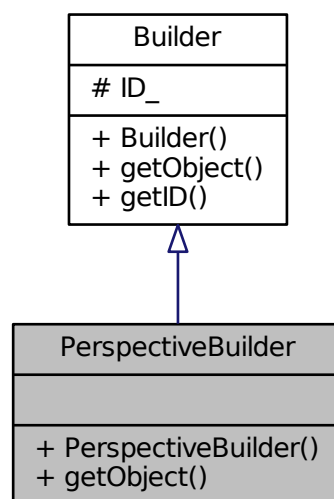 Builder
# ID_
+ Builder()
+ getObject()
+ getID()
PerspectiveBuilder
+ PerspectiveBuilder()
+ getObject()